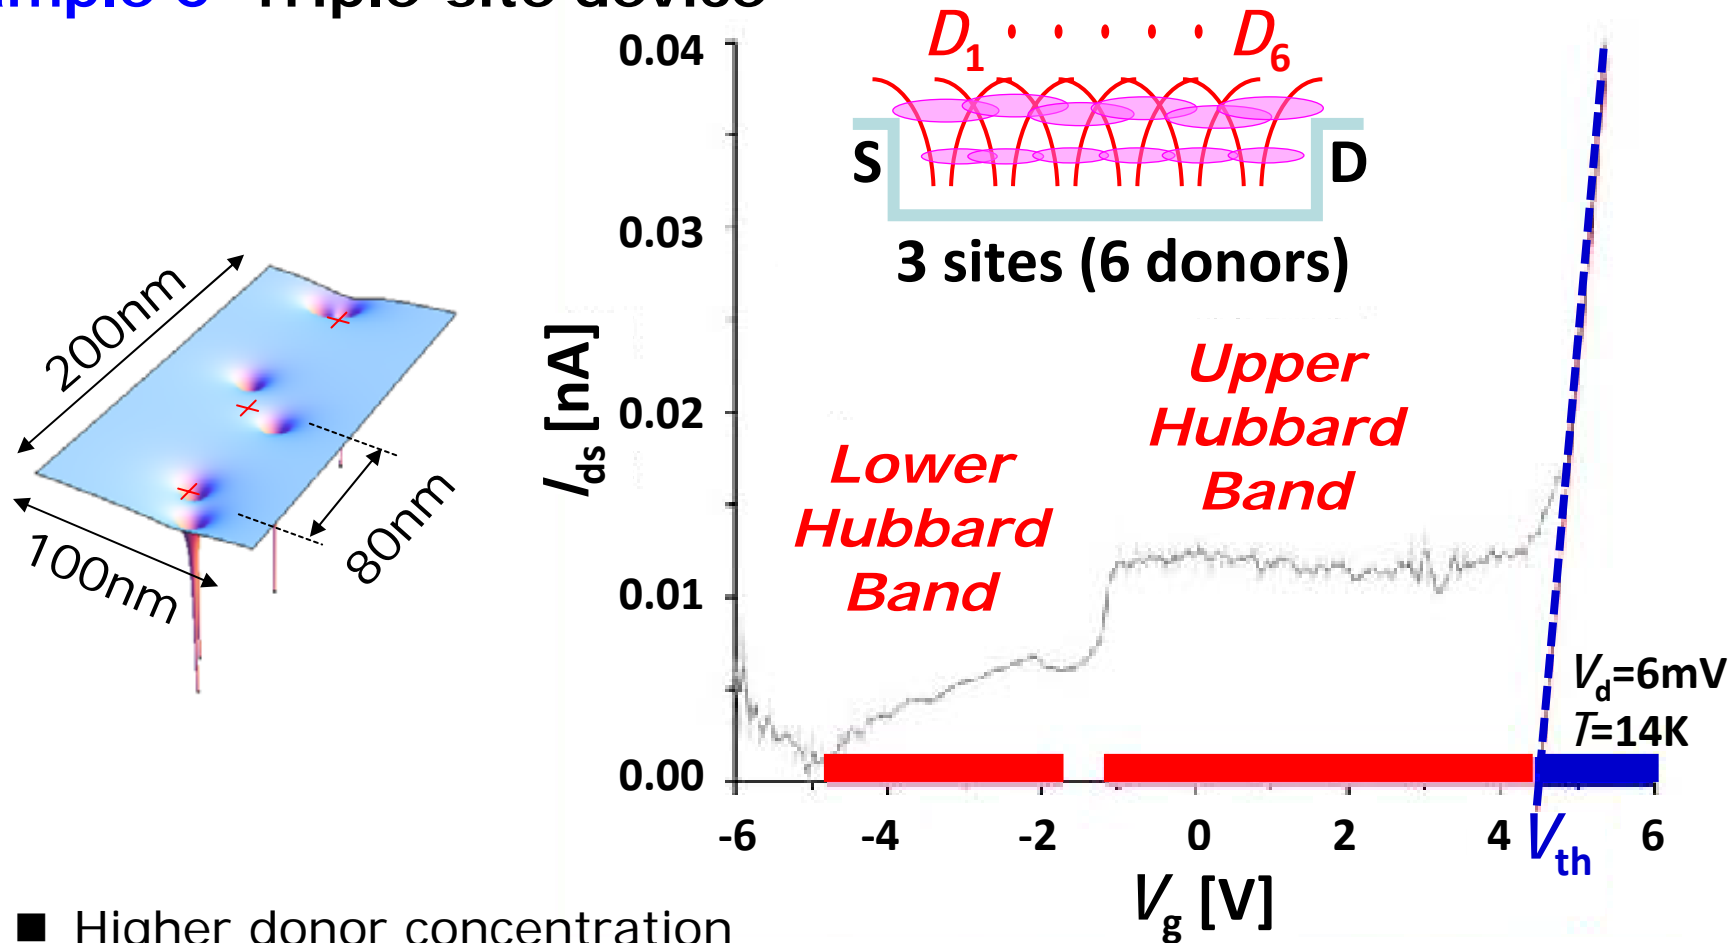 Triple-site device
D1 · · · · · D6
S
D
3 sites (6 donors)
0.04
0.03
0.02
0.01
0.00
Ids [nA]
Upper
Hubbard
Band
Lower
Hubbard
Band
200nm
100nm
80nm
Vd=6mV
T=14K
-6 -4 -2 0 2 4 6
Vth
Vg [V]
■ Higher donor concentration